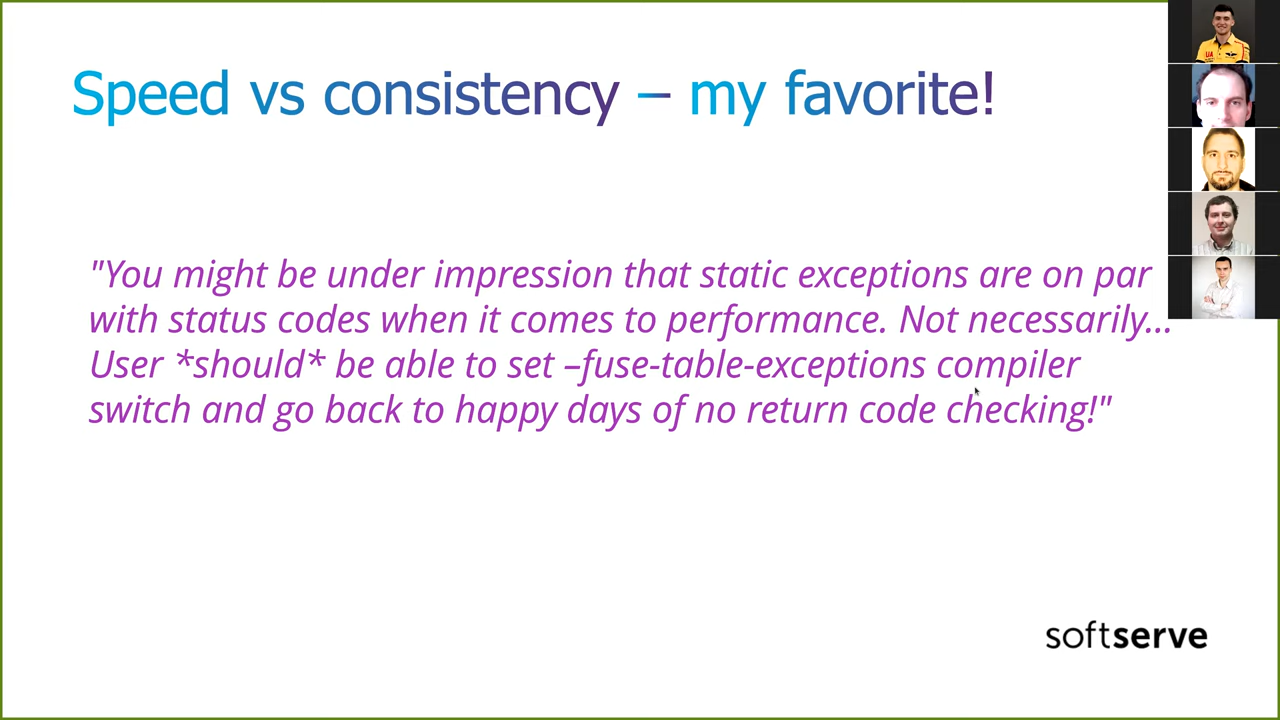 Speed vs consistency – my favorite!
"You might be under impression that static exceptions are on par
with status codes when it comes to performance. Not necessarily...
User *should* be able to set –fuse-table-exceptions compiler
switch and go back to happy days of no return code checking!"
softserve
UA